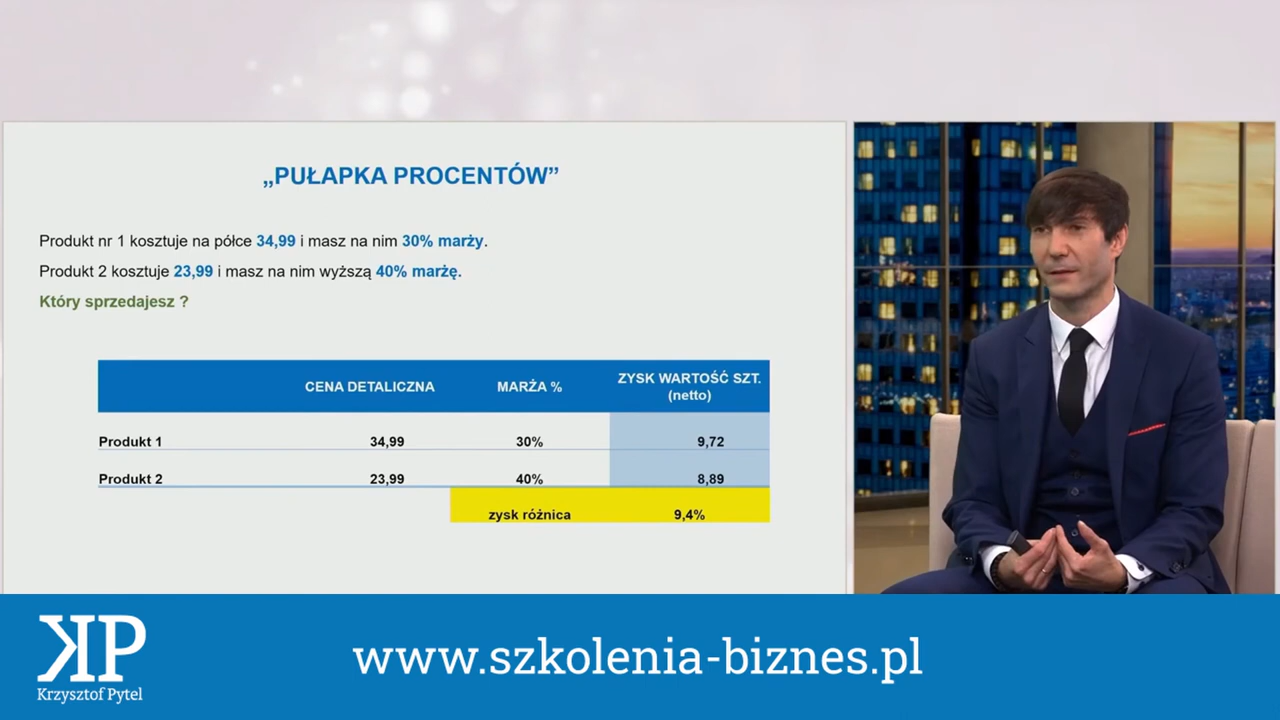 „PUŁAPKA PROCENTÓW”
Produkt nr 1 kosztuje na półce 34,99 i masz na nim 30% marży.
Produkt 2 kosztuje 23,99 i masz na nim wyższą 40% marżę.
Który sprzedajesz ?
CENA DETALICZNA MARŻA % ZYSK WARTOŚĆ SZT.
(netto)
Produkt 1 34,99 30% 9,72
Produkt 2 23,99 40% 8,89
zysk różnica 9,4%
KP
Krzysztof Pytel
www.szkolenia-biznes.pl